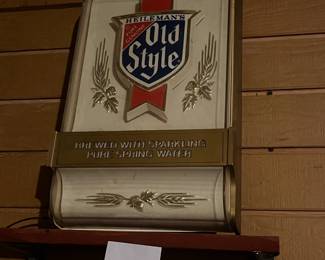 HEILEMAN'S
Old
Style
BREWED WITH SPARKLING
PURE SPRING WATER